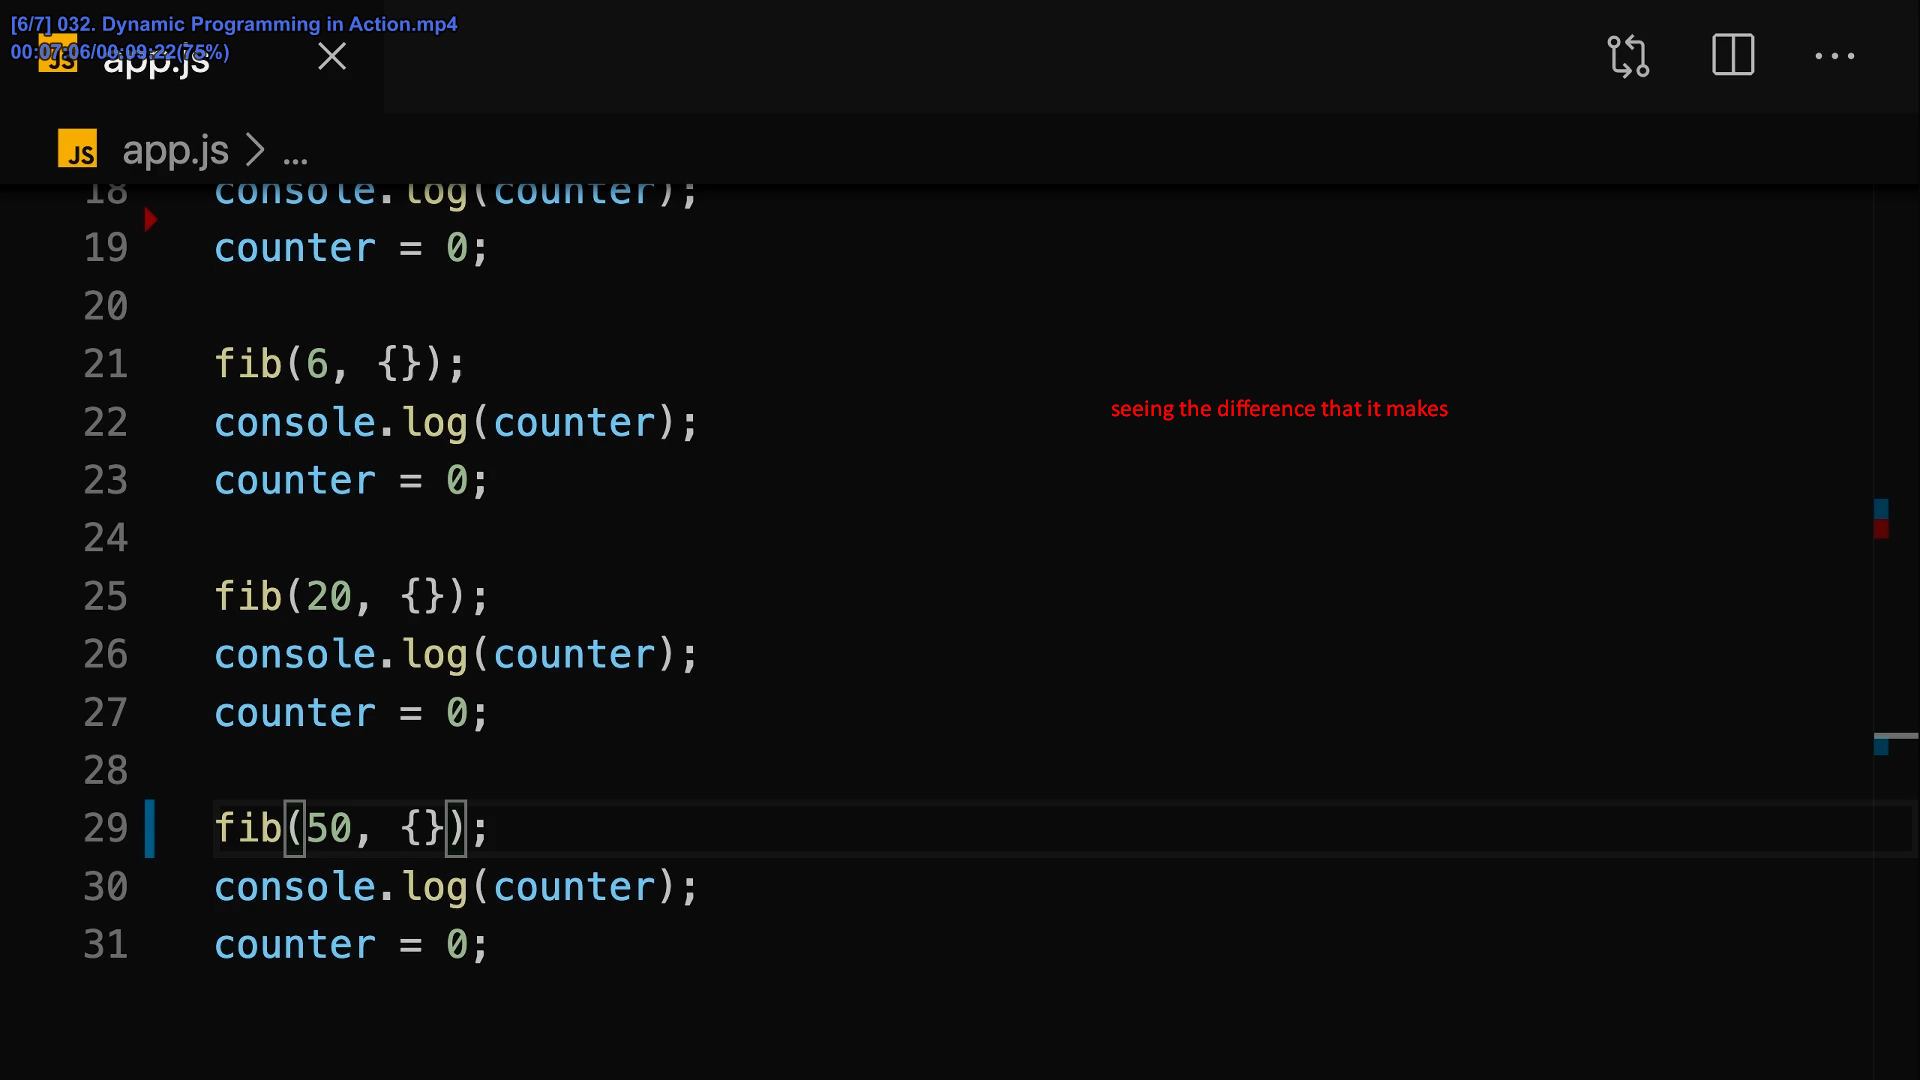 [6/7] 032. Dynamic Programming in Action.mp4
00:07:06/00:09:22(75%)
JS app.js
JS app.js > ...
18 console.log(counter);
19 counter = 0;
20
21 fib(6, {});
22 console.log(counter);
seeing the difference that it makes
23 counter = 0;
24
25 fib(20, {});
26 console.log(counter);
27 counter = 0;
28
29 fib(50, {});
30 console.log(counter);
31 counter = 0;